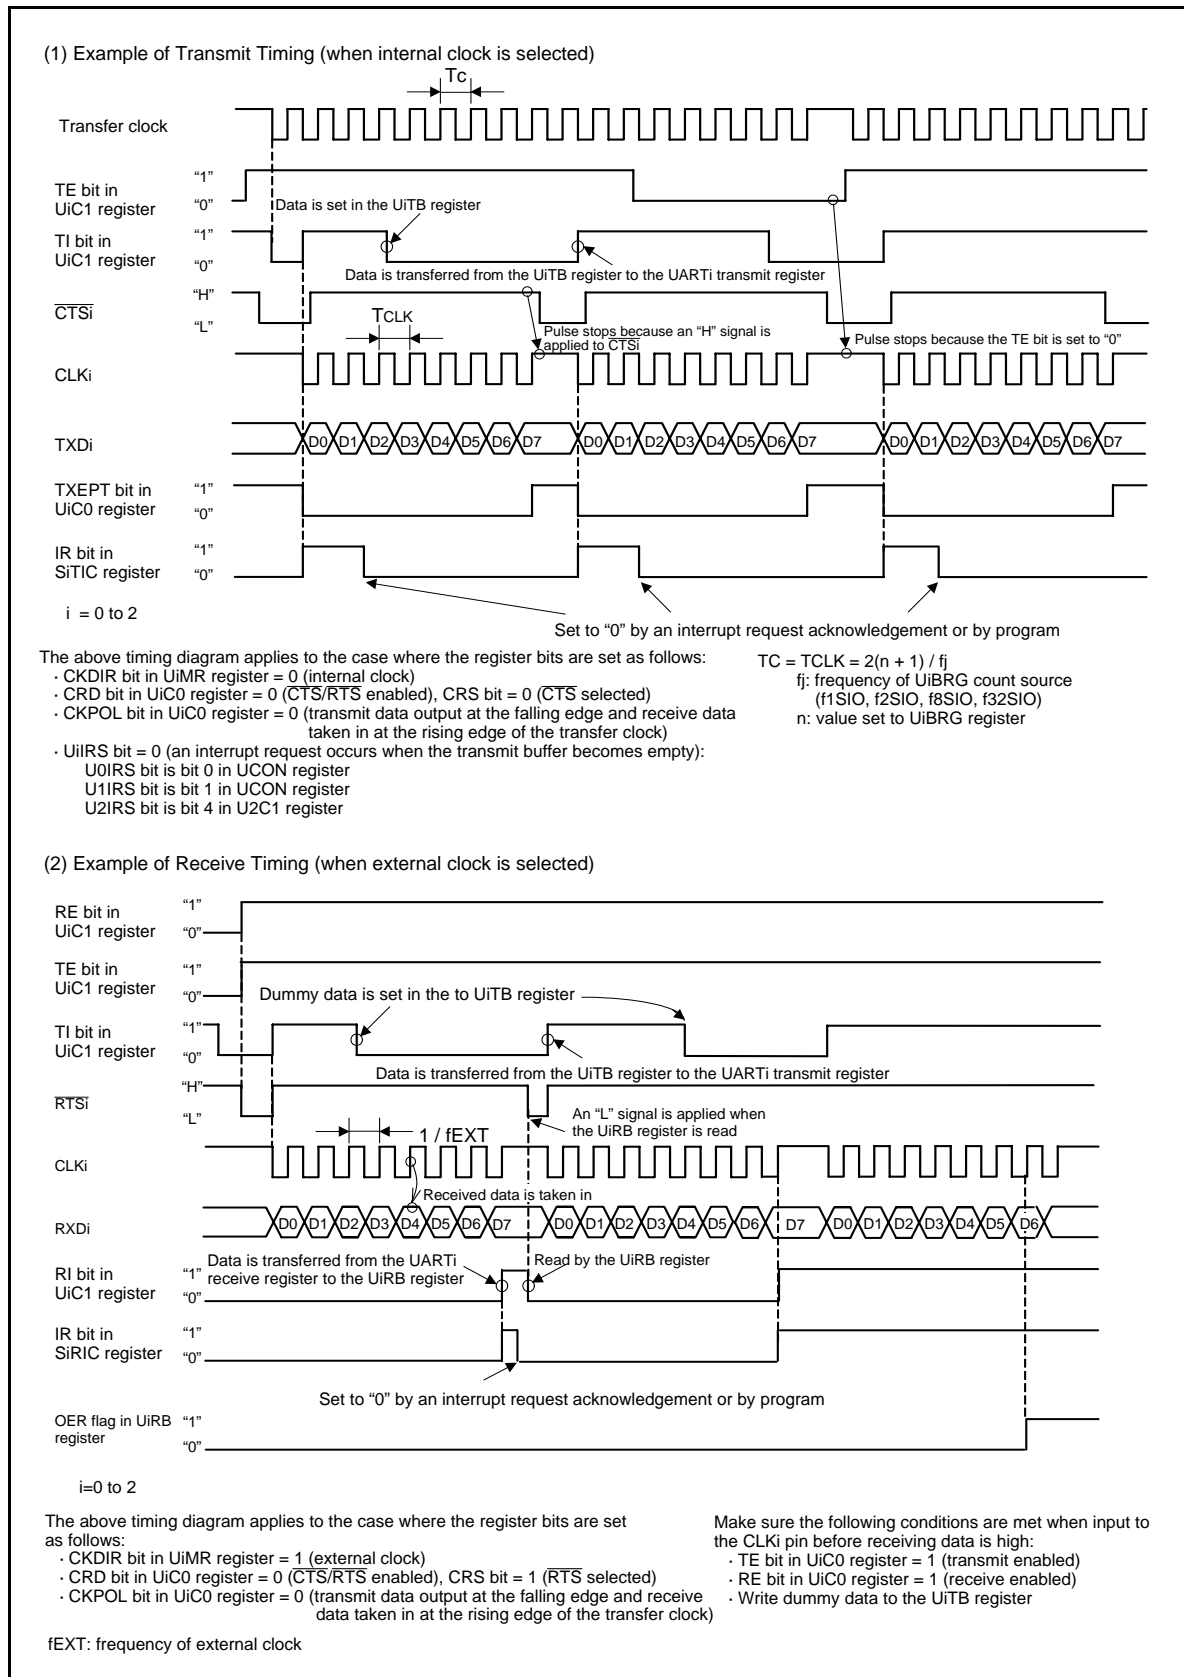 (1) Example of Transmit Timing (when internal clock is selected)
Tc
Transfer clock
“1”
TE bit in
UiC1 register
“0”
Data is set in the UiTB register
“1”
TI bit in
UiC1 register
“0”
Data is transferred from the UiTB register to the UARTi transmit register
“H”
CTSi
“L”
TCLK
Pulse stops because an “H” signal is
applied to CTSi
Pulse stops because the TE bit is set to “0”
CLKi
TXDi
D0 D1 D2 D3 D4 D5 D6 D7 D0 D1 D2 D3 D4 D5 D6 D7 D0 D1 D2 D3 D4 D5 D6 D7
TXEPT bit in “1”
UiC0 register “0”
IR bit in “1”
SiTIC register “0”
i = 0 to 2
Set to “0” by an interrupt request acknowledgement or by program
The above timing diagram applies to the case where the register bits are set as follows:
· CKDIR bit in UiMR register = 0 (internal clock)
· CRD bit in UiC0 register = 0 (CTS/RTS enabled), CRS bit = 0 (CTS selected)
· CKPOL bit in UiC0 register = 0 (transmit data output at the falling edge and receive data
taken in at the rising edge of the transfer clock)
· UiIRS bit = 0 (an interrupt request occurs when the transmit buffer becomes empty):
U0IRS bit is bit 0 in UCON register
U1IRS bit is bit 1 in UCON register
U2IRS bit is bit 4 in U2C1 register
TC = TCLK = 2(n + 1) / fj
fj: frequency of UiBRG count source
(f1SIO, f2SIO, f8SIO, f32SIO)
n: value set to UiBRG register
(2) Example of Receive Timing (when external clock is selected)
RE bit in “1”
UiC1 register “0”
TE bit in “1”
UiC1 register “0”
Dummy data is set in the to UiTB register
TI bit in “1”
UiC1 register “0”
Data is transferred from the UiTB register to the UARTi transmit register
“H”
RTSi
“L”
An “L” signal is applied when
the UiRB register is read
1 / fEXT
CLKi
Received data is taken in
RXDi
D0 D1 D2 D3 D4 D5 D6 D7 D0 D1 D2 D3 D4 D5 D6 D7 D0 D1 D2 D3 D4 D5 D6
Data is transferred from the UARTi
receive register to the UiRB register
Read by the UiRB register
RI bit in “1”
UiC1 register “0”
IR bit in “1”
SiRIC register “0”
Set to “0” by an interrupt request acknowledgement or by program
OER flag in UiRB “1”
register “0”
i=0 to 2
The above timing diagram applies to the case where the register bits are set
as follows:
· CKDIR bit in UiMR register = 1 (external clock)
· CRD bit in UiC0 register = 0 (CTS/RTS enabled), CRS bit = 1 (RTS selected)
· CKPOL bit in UiC0 register = 0 (transmit data output at the falling edge and receive
data taken in at the rising edge of the transfer clock)
fEXT: frequency of external clock
Make sure the following conditions are met when input to
the CLKi pin before receiving data is high:
· TE bit in UiC0 register = 1 (transmit enabled)
· RE bit in UiC0 register = 1 (receive enabled)
· Write dummy data to the UiTB register